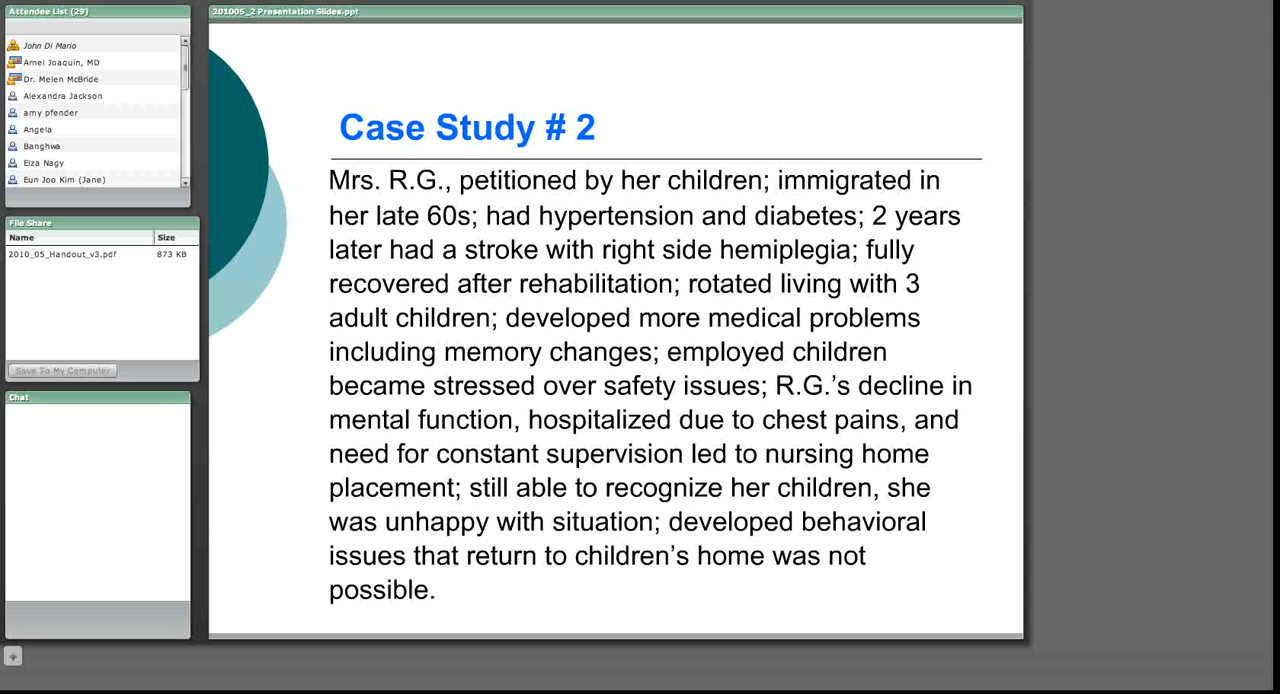 Attendee List (29)
John Di Mario
Arnel Joaquin, MD
Dr. Melen McBride
Alexandra Jackson
amy pfender
Angela
Banghwa
Elza Nagy
Eun Joo Kim (Jane)
File Share
Name Size
2010_05_Handout_v3.pdf 873 KB
Save To My Computer
Chat
201005_2 Presentation Slides.ppt
Case Study # 2
Mrs. R.G., petitioned by her children; immigrated in
her late 60s; had hypertension and diabetes; 2 years
later had a stroke with right side hemiplegia; fully
recovered after rehabilitation; rotated living with 3
adult children; developed more medical problems
including memory changes; employed children
became stressed over safety issues; R.G.’s decline in
mental function, hospitalized due to chest pains, and
need for constant supervision led to nursing home
placement; still able to recognize her children, she
was unhappy with situation; developed behavioral
issues that return to children’s home was not
possible.